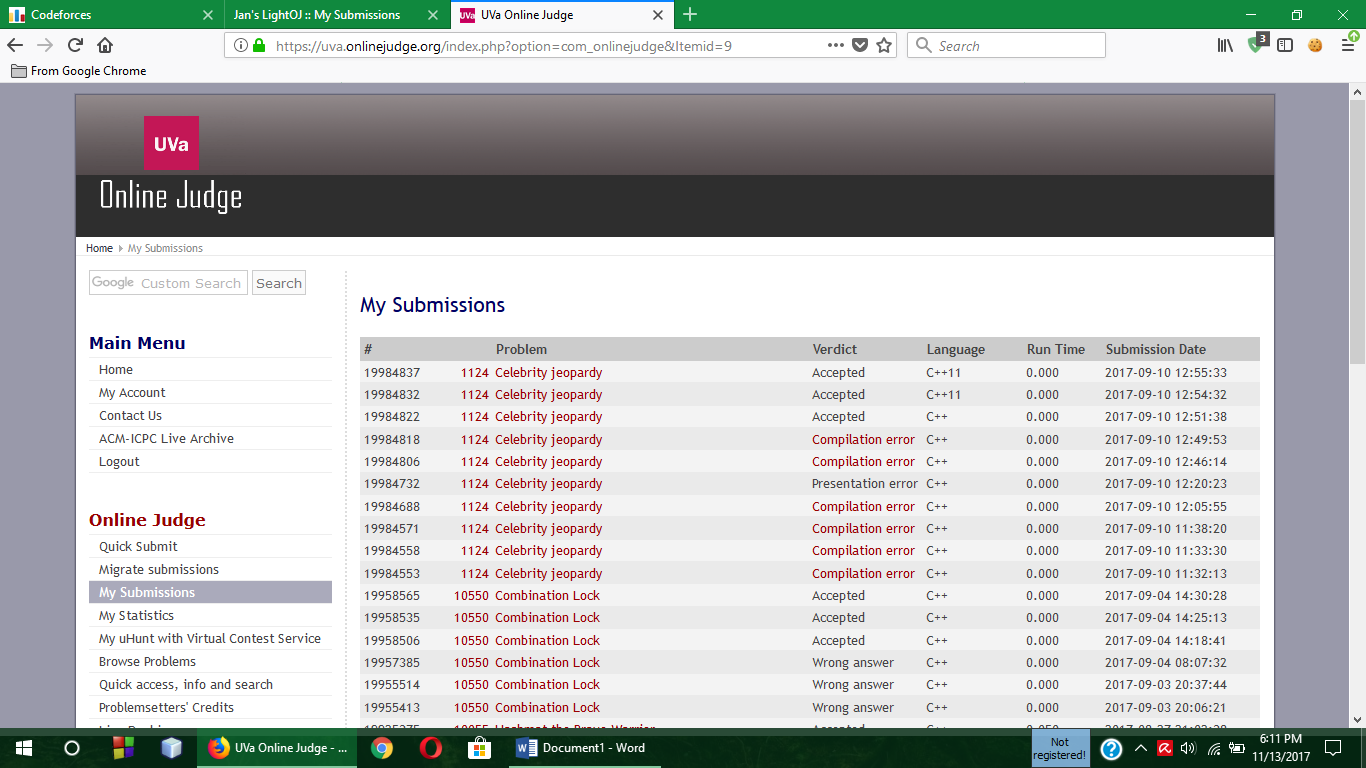 Codeforces
Jan's LightOJ :: My Submissions
UVa UVa Online Judge
https://uva.onlinejudge.org/index.php?option=com_onlinejudge&Itemid=9
Search
3
From Google Chrome
UVa
Online Judge
Home My Submissions
Google Custom Search Search
My Submissions
Main Menu
Home
My Account
Contact Us
ACM-ICPC Live Archive
Logout
Online Judge
Quick Submit
Migrate submissions
My Submissions
My Statistics
My uHunt with Virtual Contest Service
Browse Problems
Quick access, info and search
Problemsetters' Credits
# Problem Verdict Language Run Time Submission Date
19984837 1124 Celebrity jeopardy Accepted C++11 0.000 2017-09-10 12:55:33
19984832 1124 Celebrity jeopardy Accepted C++11 0.000 2017-09-10 12:54:32
19984822 1124 Celebrity jeopardy Accepted C++ 0.000 2017-09-10 12:51:38
19984818 1124 Celebrity jeopardy Compilation error C++ 0.000 2017-09-10 12:49:53
19984806 1124 Celebrity jeopardy Compilation error C++ 0.000 2017-09-10 12:46:14
19984732 1124 Celebrity jeopardy Presentation error C++ 0.000 2017-09-10 12:20:23
19984688 1124 Celebrity jeopardy Compilation error C++ 0.000 2017-09-10 12:05:55
19984571 1124 Celebrity jeopardy Compilation error C++ 0.000 2017-09-10 11:38:20
19984558 1124 Celebrity jeopardy Compilation error C++ 0.000 2017-09-10 11:33:30
19984553 1124 Celebrity jeopardy Compilation error C++ 0.000 2017-09-10 11:32:13
19958565 10550 Combination Lock Accepted C++ 0.000 2017-09-04 14:30:28
19958535 10550 Combination Lock Accepted C++ 0.000 2017-09-04 14:25:13
19958506 10550 Combination Lock Accepted C++ 0.000 2017-09-04 14:18:41
19957385 10550 Combination Lock Wrong answer C++ 0.000 2017-09-04 08:07:32
19955514 10550 Combination Lock Wrong answer C++ 0.000 2017-09-03 20:37:44
19955413 10550 Combination Lock Wrong answer C++ 0.000 2017-09-03 20:06:21
UVa Online Judge - ...
Document1 - Word
Not registered!
6:11 PM
11/13/2017